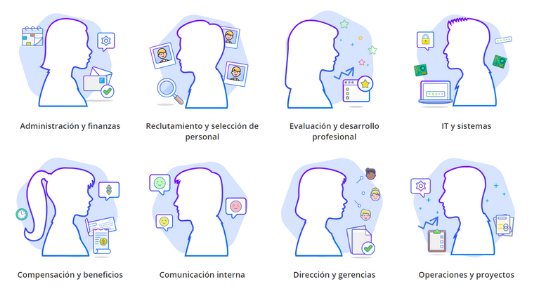 Administración y finanzas
Reclutamiento y selección de
personal
Evaluación y desarrollo
profesional
IT y sistemas
Compensación y beneficios
Comunicación interna
Dirección y gerencias
Operaciones y proyectos